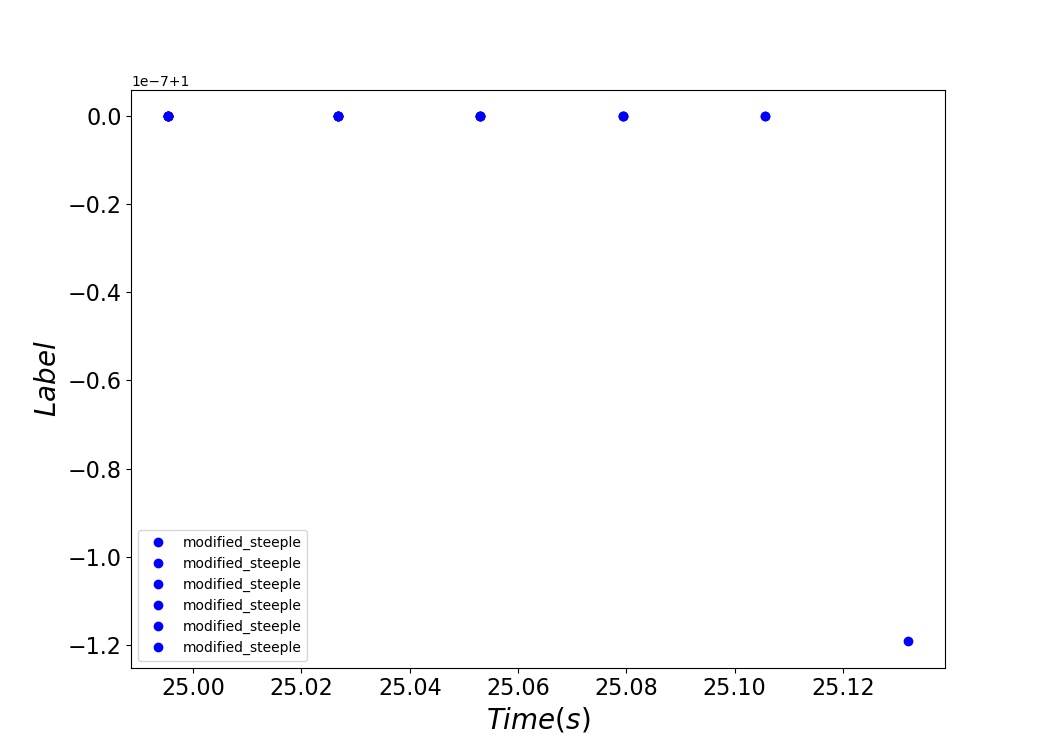 1e−7+1
0.0
−0.2
−0.4
−0.6
−0.8
−1.0
−1.2
Label
modified_steeple
modified_steeple
modified_steeple
modified_steeple
modified_steeple
modified_steeple
25.00 25.02 25.04 25.06 25.08 25.10 25.12
Time(s)